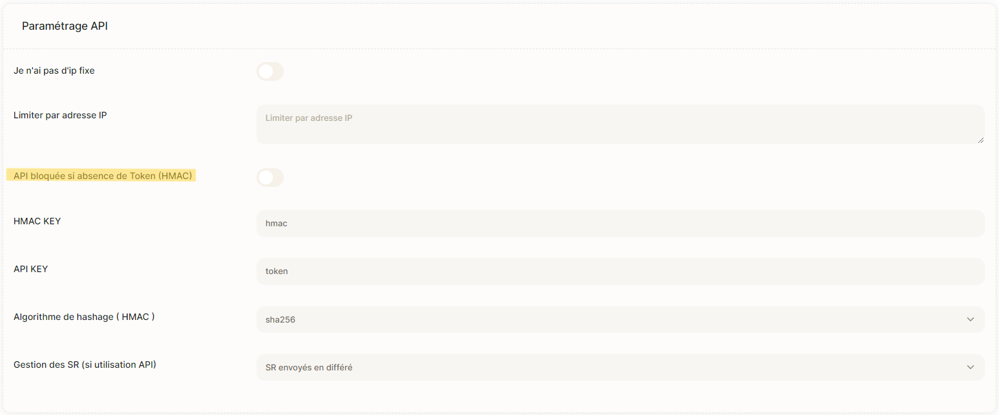 Paramétrage API
Je n'ai pas d'ip fixe
Limiter par adresse IP
Limiter par adresse IP
API bloquée si absence de Token (HMAC)
HMAC KEY
hmac
API KEY
token
Algorithme de hashage ( HMAC )
sha256
Gestion des SR (si utilisation API)
SR envoyés en différé